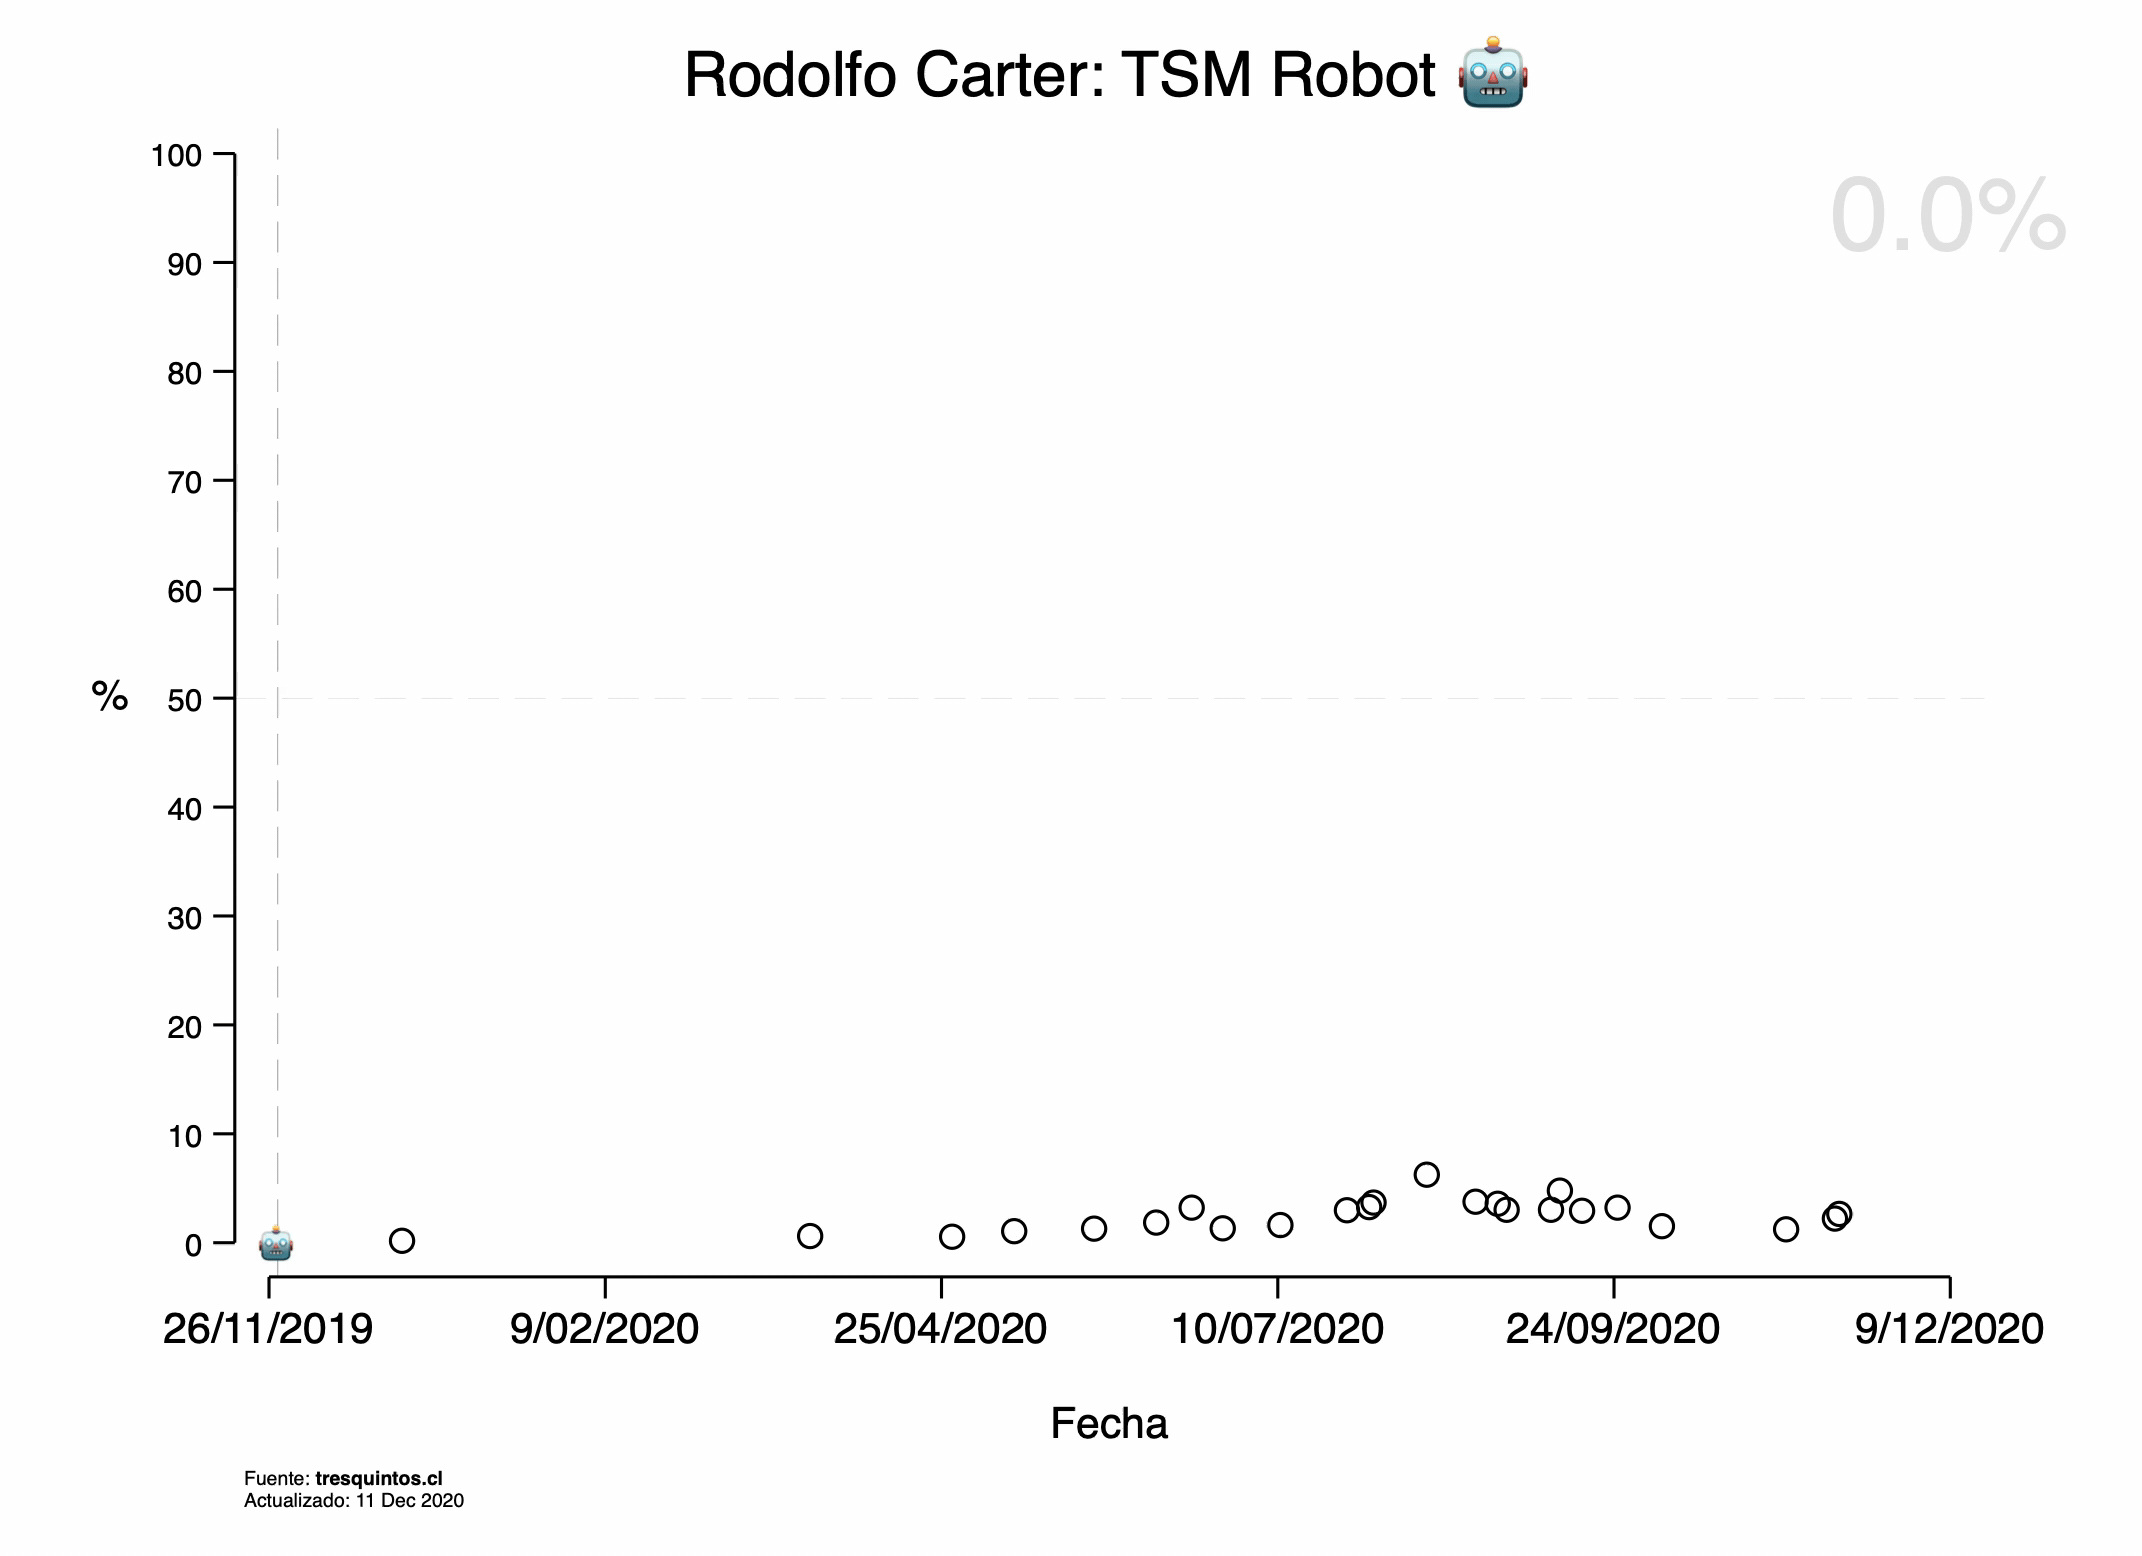 Rodolfo Carter: TSM Robot 🤖
0.0%
100
90
80
70
60
% 50
40
30
20
10
0
26/11/2019 9/02/2020 25/04/2020 10/07/2020 24/09/2020 9/12/2020
Fecha
Fuente: tresquintos.cl
Actualizado: 11 Dec 2020